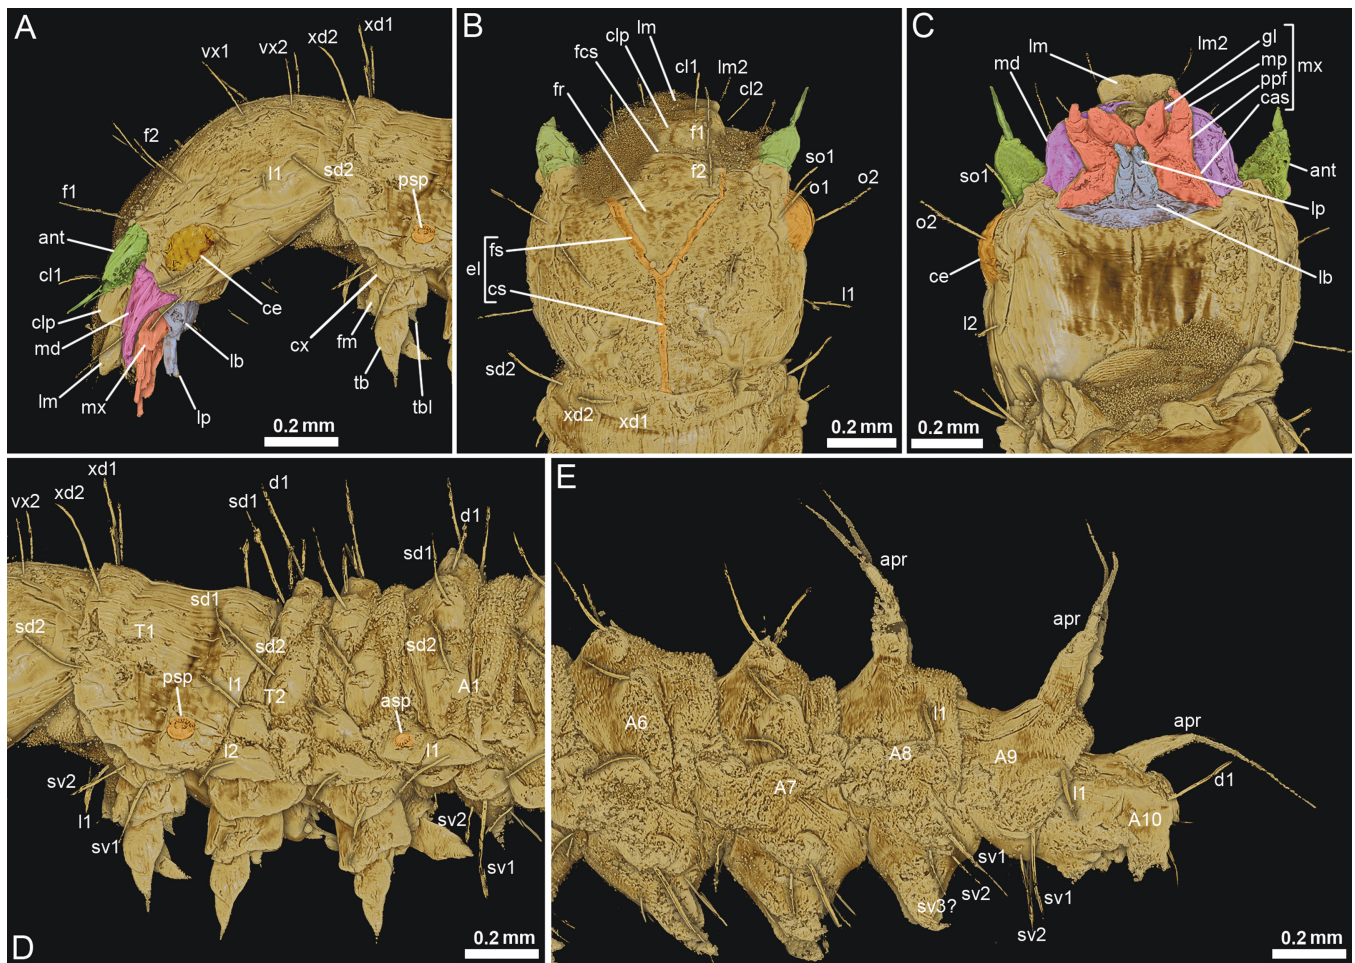 A
vx1
vx2
xd2
xd1
f2
l1
sd2
psp
f1
ant
cl1
clp
md
lm
mx
lp
lb
ce
cx
fm
tb
tbl
0.2 mm
B
lm
clp
fcs
fr
cl1
lm2
cl2
f1
f2
so1
o1
o2
fs
el
cs
l1
sd2
xd2
xd1
0.2 mm
C
lm
lm2
gl
mp
mx
ppf
cas
md
so1
ant
o2
lp
ce
lb
l2
0.2 mm
D
vx2
xd2
xd1
sd1
d1
d1
sd1
sd1
sd2
T1
sd2
sd2
psp
l1
T2
A1
asp
l2
l1
sv2
l1
sv1
sv2
sv1
0.2 mm
E
apr
apr
apr
A6
l1
A8
A9
d1
A7
l1
A10
sv1
sv2
sv3?
sv1
sv2
0.2 mm